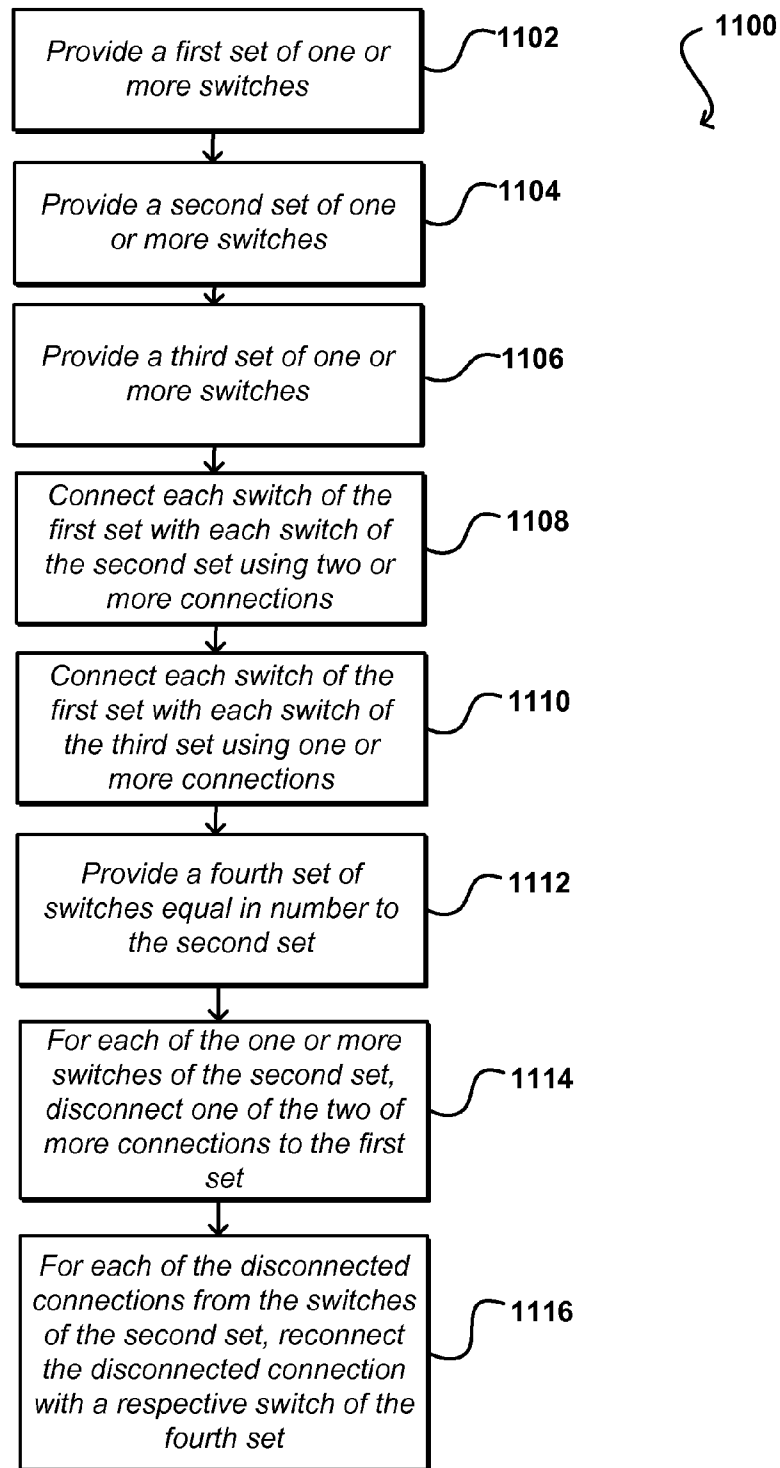 Provide a first set of one or
more switches
1102
1100
Provide a second set of one
or more switches
1104
Provide a third set of one or
more switches
1106
Connect each switch of the
first set with each switch of
the second set using two or
more connections
1108
Connect each switch of the
first set with each switch of
the third set using one or
more connections
1110
Provide a fourth set of
switches equal in number to
the second set
1112
For each of the one or more
switches of the second set,
disconnect one of the two of
more connections to the first
set
1114
For each of the disconnected
connections from the switches
of the second set, reconnect
the disconnected connection
with a respective switch of the
fourth set
1116